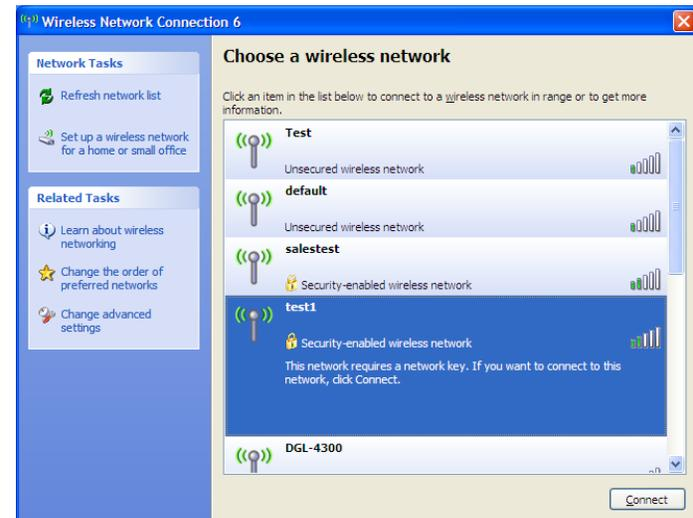 Wireless Network Connection 6
Network Tasks
Refresh network list
Set up a wireless network
for a home or small office
Related Tasks
Learn about wireless
networking
Change the order of
preferred networks
Change advanced
settings
Choose a wireless network
Click an item in the list below to connect to a wireless network in range or to get more
information.
Test
Unsecured wireless network
default
Unsecured wireless network
salestest
Security-enabled wireless network
test1
Security-enabled wireless network
This network requires a network key. If you want to connect to this
network, click Connect.
DGL-4300
Connect